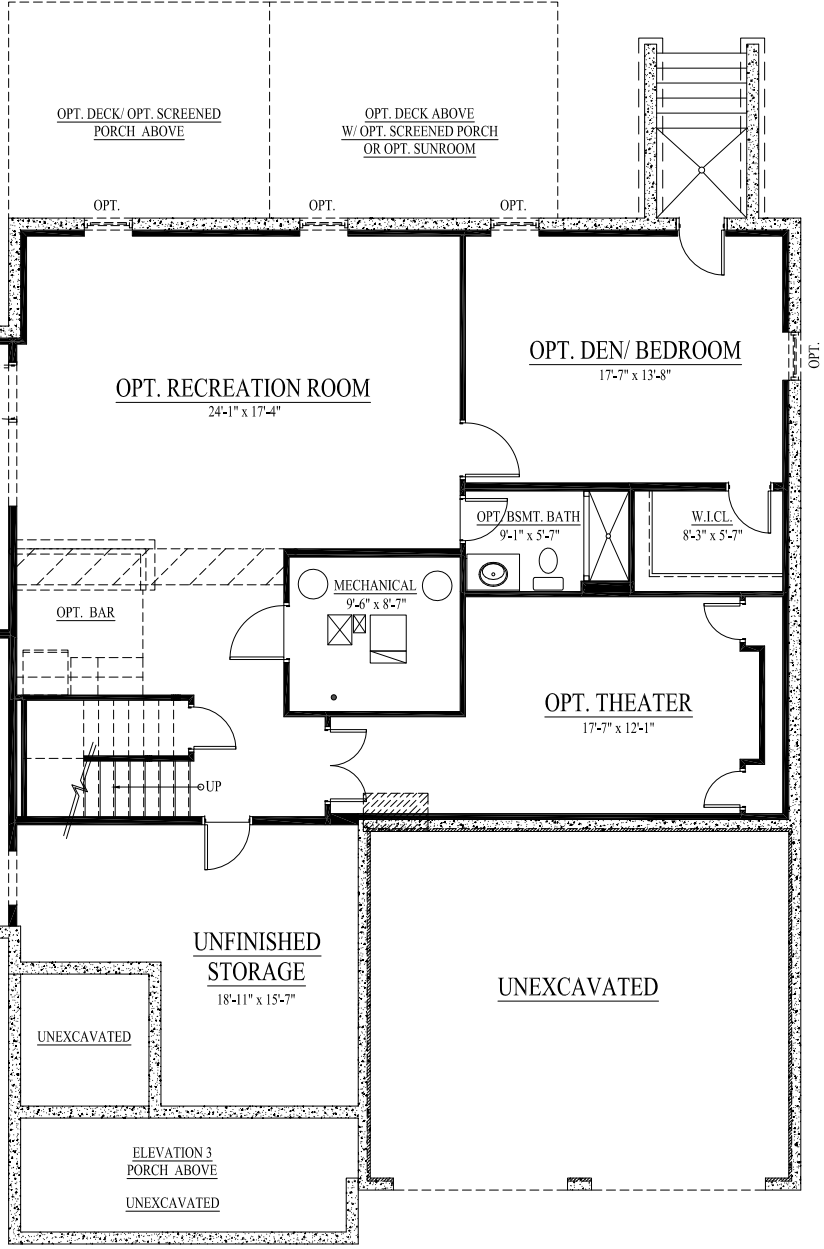 OPT. DECK/ OPT. SCREENED
PORCH ABOVE
OPT. DECK ABOVE
W/ OPT. SCREENED PORCH
OR OPT. SUNROOM
OPT.
OPT.
OPT.
OPT. DEN/ BEDROOM
17'-7" x 13'-8"
OPT.
OPT. RECREATION ROOM
24'-1" x 17'-4"
OPT. BSMT. BATH
9'-1" x 5'-7"
W.I.CL.
8'-3" x 5'-7"
MECHANICAL
9'-6" x 8'-7"
OPT. BAR
OPT. THEATER
17'-7" x 12'-1"
UP
UNFINISHED
STORAGE
18'-11" x 15'-7"
UNEXCAVATED
UNEXCAVATED
ELEVATION 3
PORCH ABOVE
UNEXCAVATED